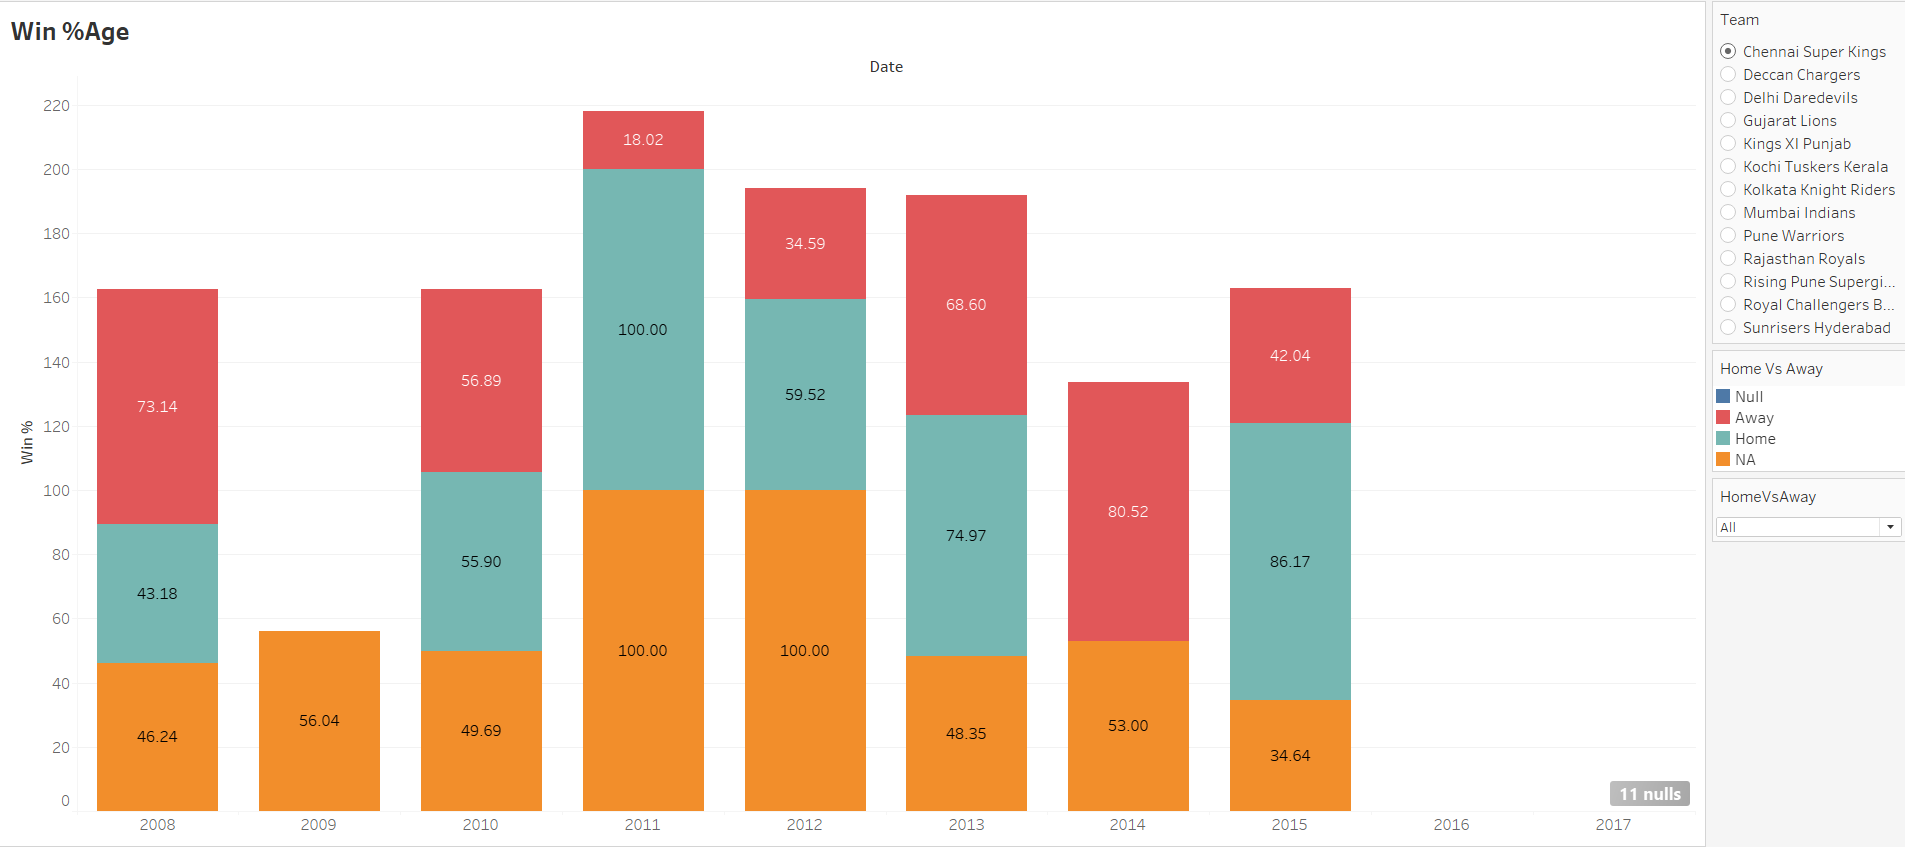 Win %Age
Date
Win %
220
200
180
160
140
120
100
80
60
40
20
0
73.14
43.18
46.24
56.04
56.89
55.90
49.69
18.02
100.00
100.00
34.59
59.52
100.00
68.60
74.97
48.35
80.52
53.00
42.04
86.17
34.64
11 nulls
2008 2009 2010 2011 2012 2013 2014 2015 2016 2017
Team
Chennai Super Kings
Deccan Chargers
Delhi Daredevils
Gujarat Lions
Kings XI Punjab
Kochi Tuskers Kerala
Kolkata Knight Riders
Mumbai Indians
Pune Warriors
Rajasthan Royals
Rising Pune Supergi...
Royal Challengers B...
Sunrisers Hyderabad
Home Vs Away
Null
Away
Home
NA
HomeVsAway
All